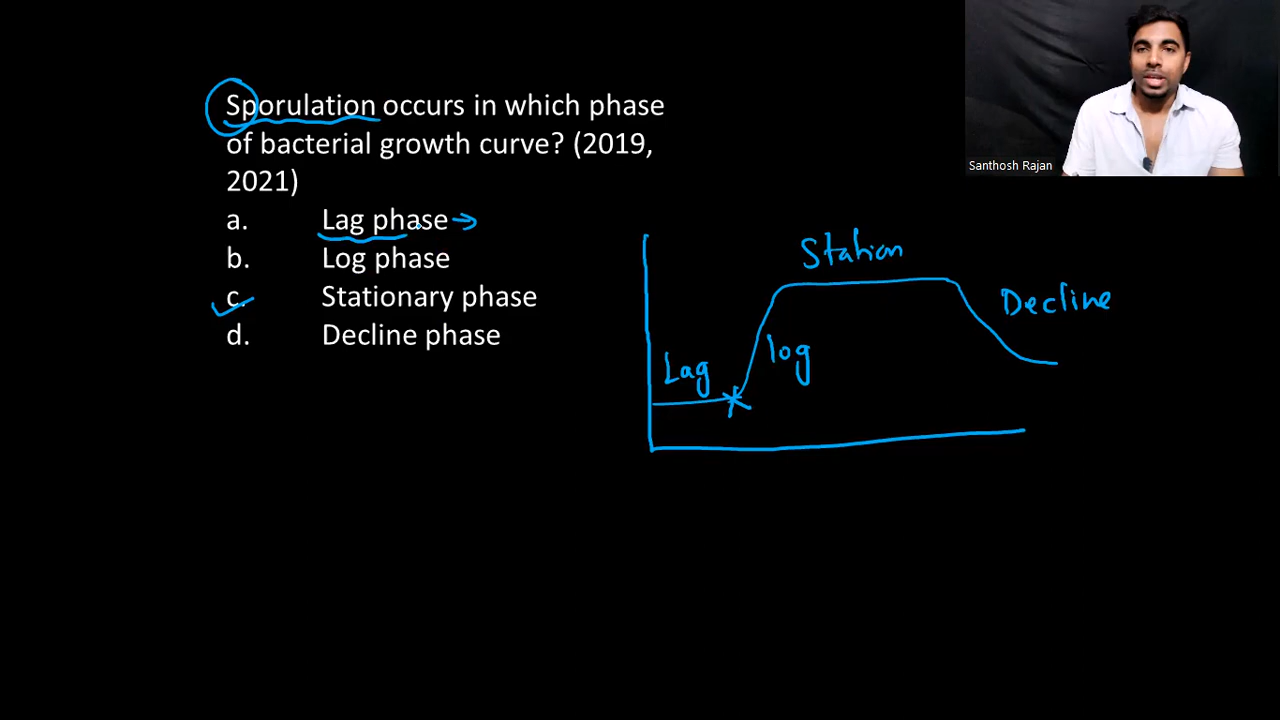 Sporulation occurs in which phase
of bacterial growth curve? (2019,
2021)
a. Lag phase →
b. Log phase
c. Stationary phase
d. Decline phase
Santhosh Rajan
Station
Decline
log
Lag